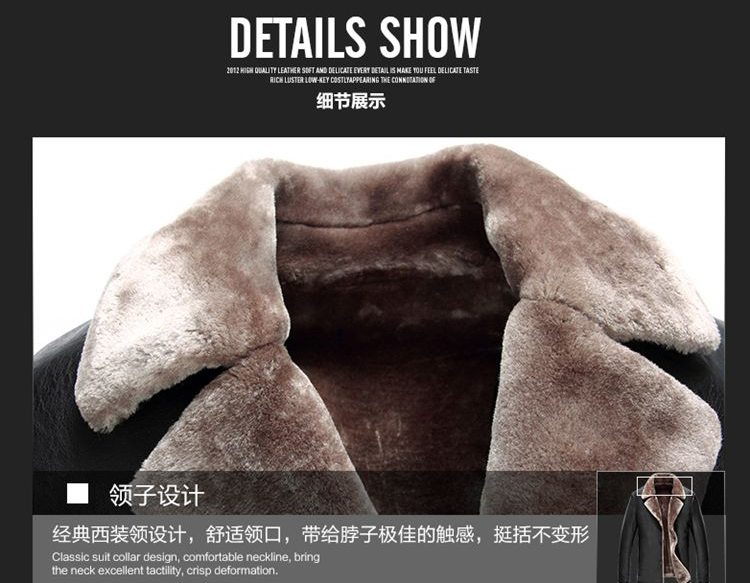 DETAILS SHOW
2012 HIGH QUALITY LEATHER SOFT AND DELICATE EVERY DETAIL IS MAKE YOU FEEL DELICATE TASTE
RICH LUSTER LOW-KEY COSTLYAPPEARING THE CONNOTATION OF
细节展示
领子设计
经典西装领设计，舒适领口，带给脖子极佳的触感，挺括不变形
Classic suit collar design, comfortable neckline, bring
the neck excellent tactility, crisp deformation.